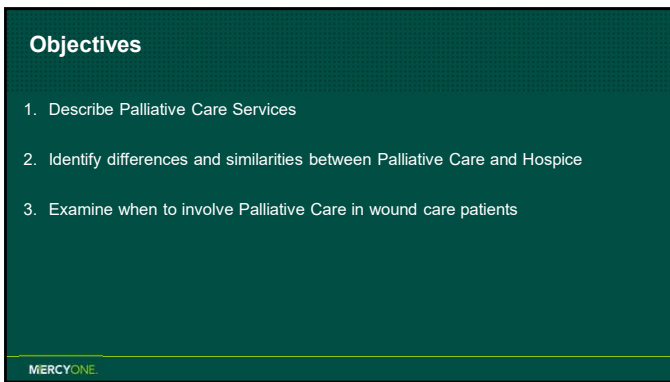 Objectives
1. Describe Palliative Care Services
2. Identify differences and similarities between Palliative Care and Hospice
3. Examine when to involve Palliative Care in wound care patients
MERCYONE.